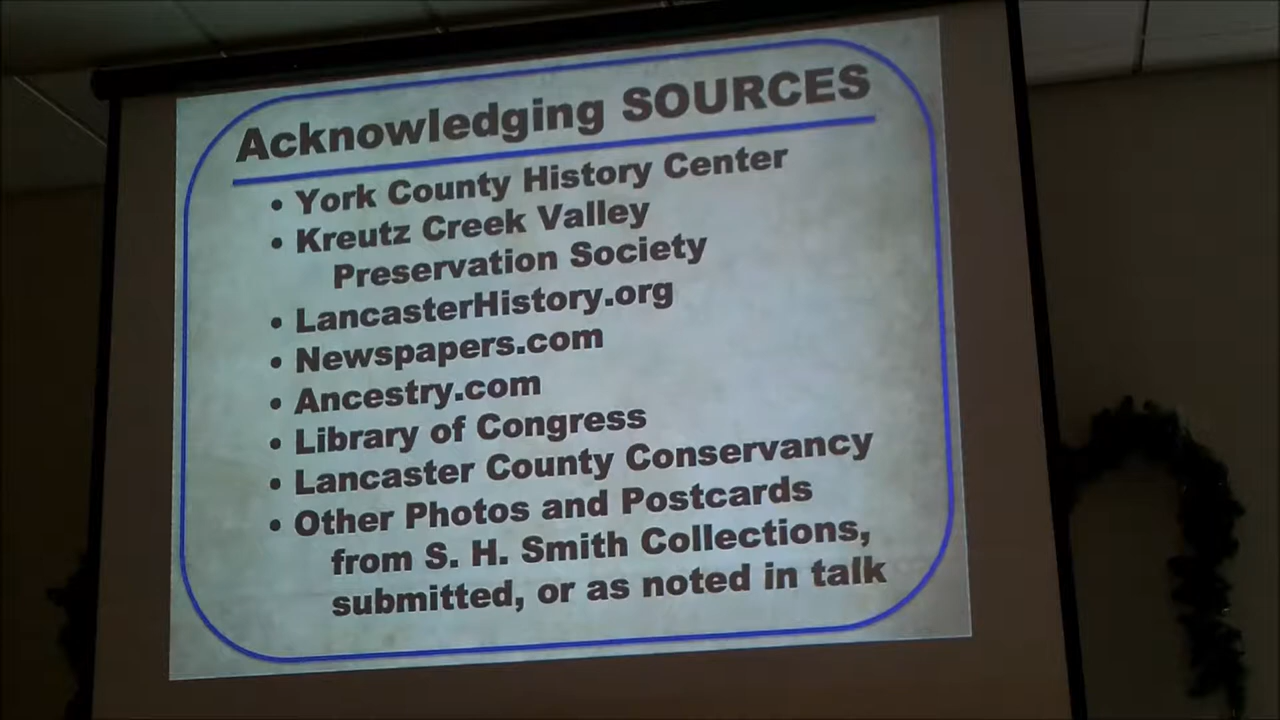 Acknowledging SOURCES
• York County History Center
• Kreutz Creek Valley
Preservation Society
• LancasterHistory.org
• Newspapers.com
• Ancestry.com
• Library of Congress
• Lancaster County Conservancy
• Other Photos and Postcards
from S. H. Smith Collections,
submitted, or as noted in talk